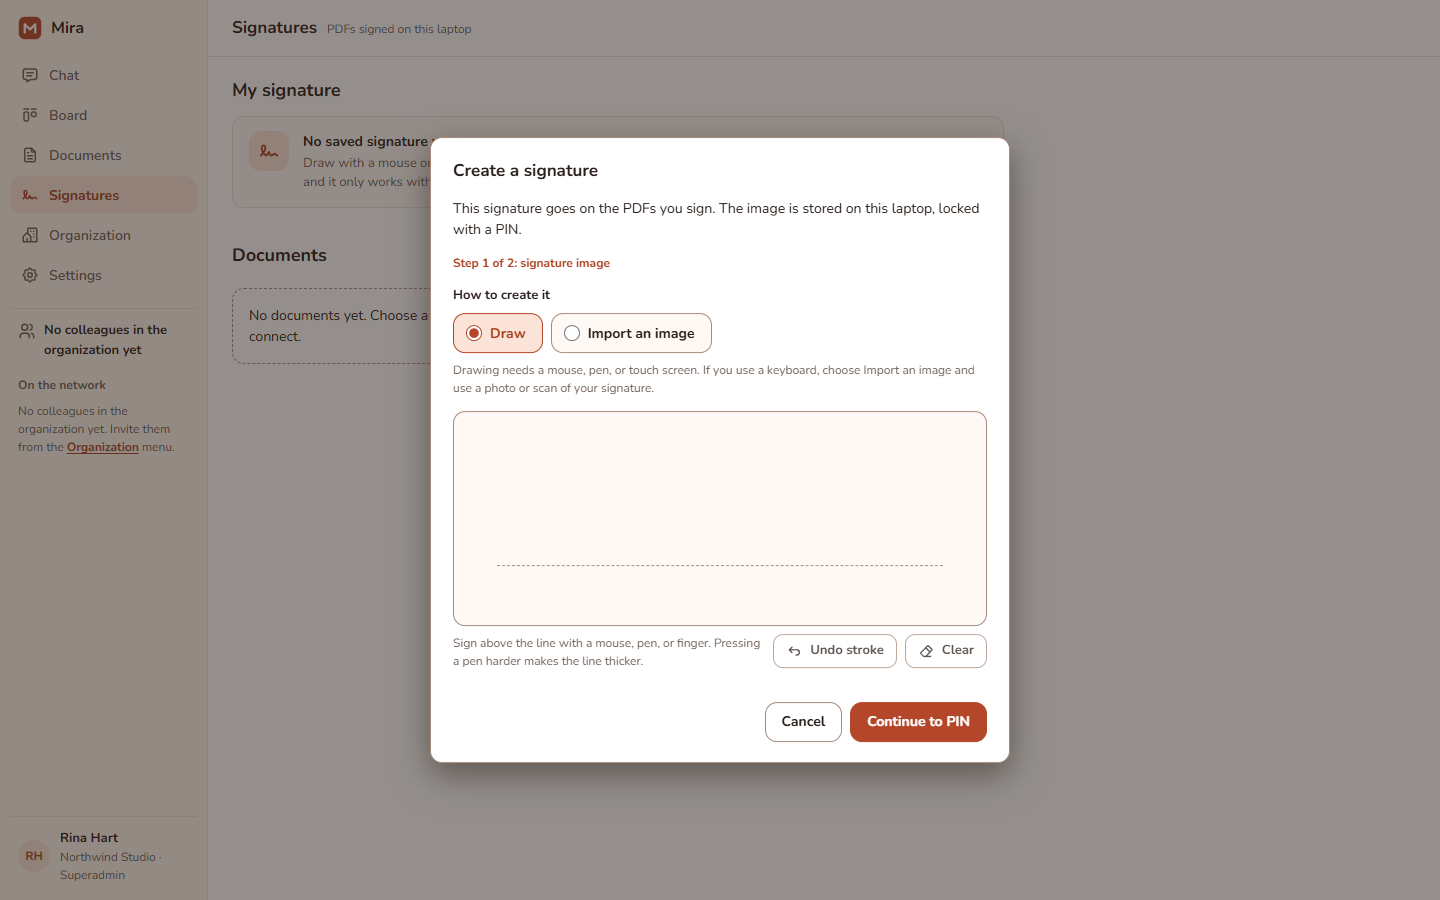 Mira
Chat
Board
Documents
Signatures
Organization
Settings
No colleagues in the
organization yet
On the network
No colleagues in the
organization yet. Invite them
from the Organization menu.
RH
Rina Hart
Northwind Studio ·
Superadmin
Signatures PDFs signed on this laptop
My signature
No saved signature
Draw with a mouse or
and it only works with
Documents
No documents yet. Choose a
connect.
Create a signature
This signature goes on the PDFs you sign. The image is stored on this laptop, locked
with a PIN.
Step 1 of 2: signature image
How to create it
Draw
Import an image
Drawing needs a mouse, pen, or touch screen. If you use a keyboard, choose Import an image and
use a photo or scan of your signature.
Sign above the line with a mouse, pen, or finger. Pressing
a pen harder makes the line thicker.
Undo stroke
Clear
Cancel
Continue to PIN